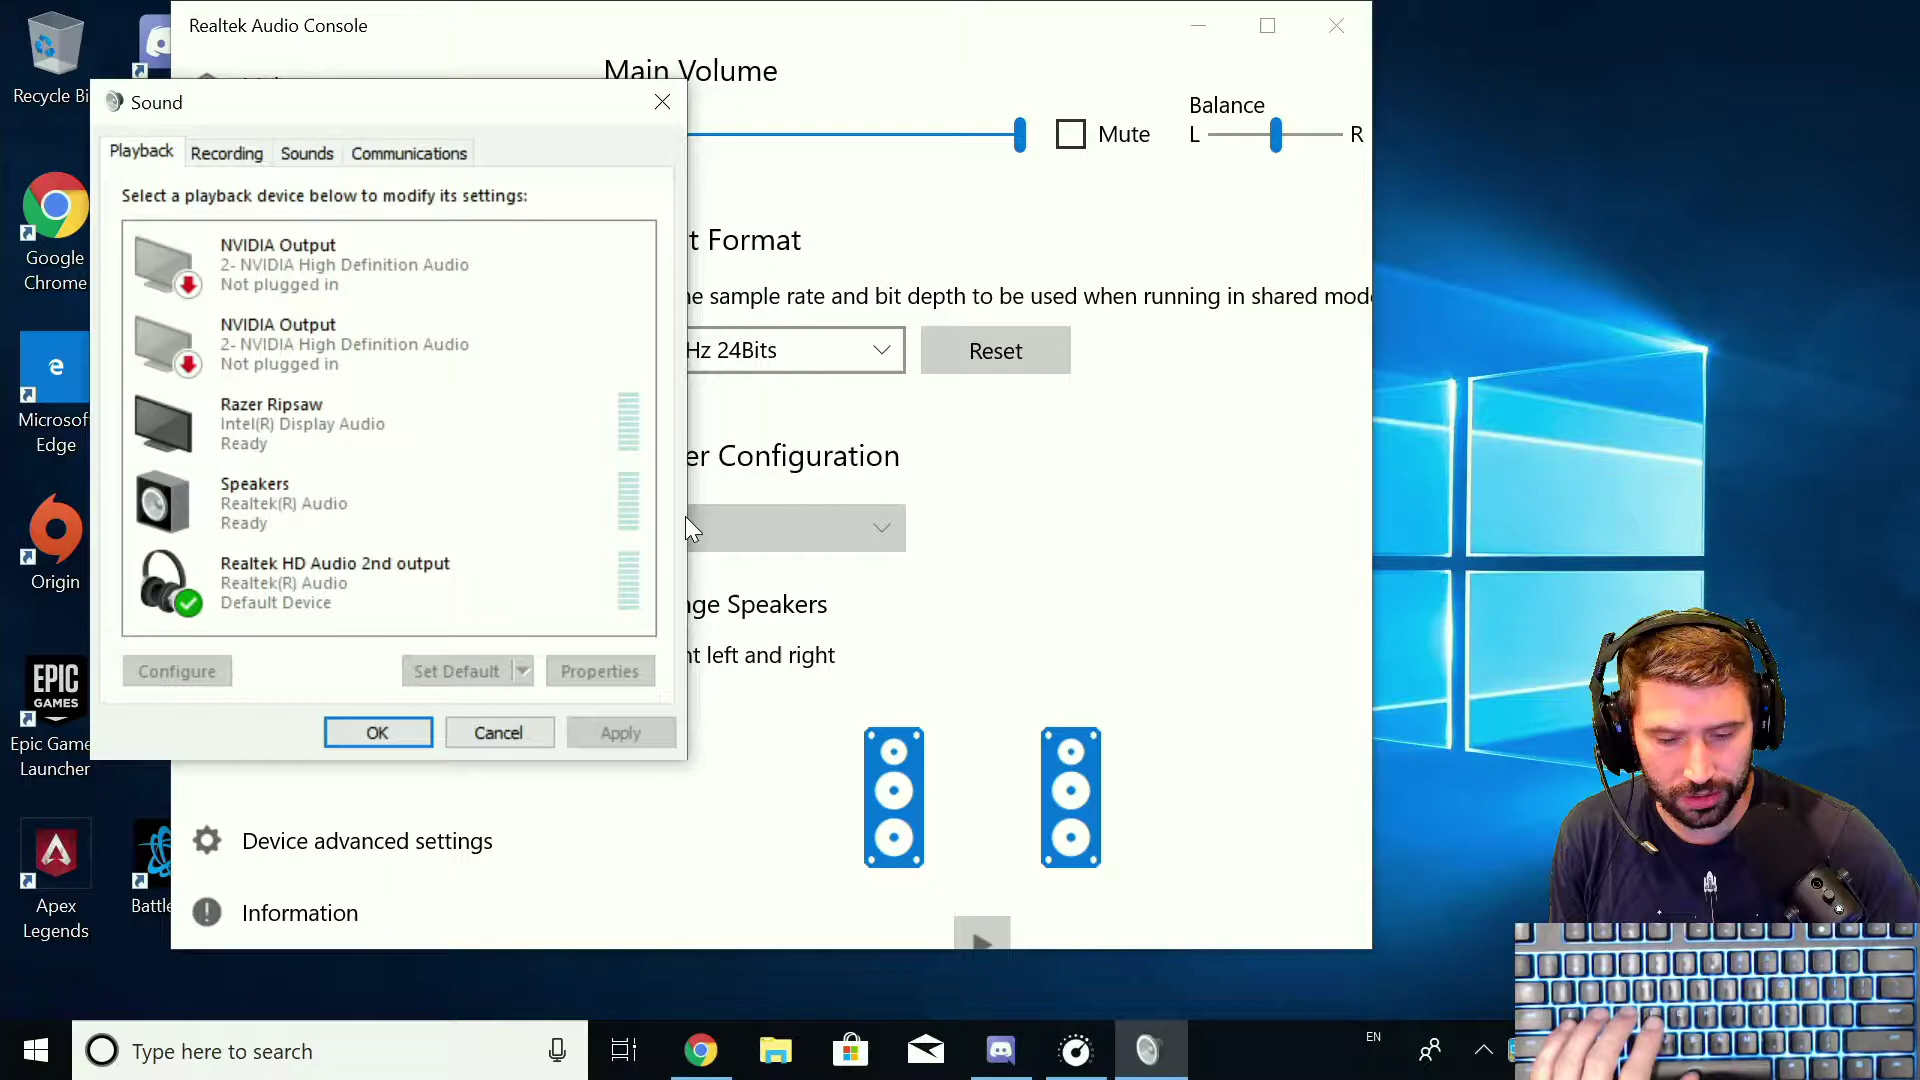 Recycle Bi
Google
Chrome
Microsof
Edge
Origin
EPIC
GAMES
Epic Game
Launcher
Apex
Legends
Battle
Realtek Audio Console
Main Volume
Mute
Balance
L
R
t Format
e sample rate and bit depth to be used when running in shared mod
Hz 24Bits
Reset
er Configuration
ge Speakers
t left and right
Device advanced settings
Information
Sound
Playback
Recording
Sounds
Communications
Select a playback device below to modify its settings:
NVIDIA Output
2- NVIDIA High Definition Audio
Not plugged in
NVIDIA Output
2- NVIDIA High Definition Audio
Not plugged in
Razer Ripsaw
Intel(R) Display Audio
Ready
Speakers
Realtek(R) Audio
Ready
Realtek HD Audio 2nd output
Realtek(R) Audio
Default Device
Configure
Set Default
Properties
OK
Cancel
Apply
Type here to search
EN